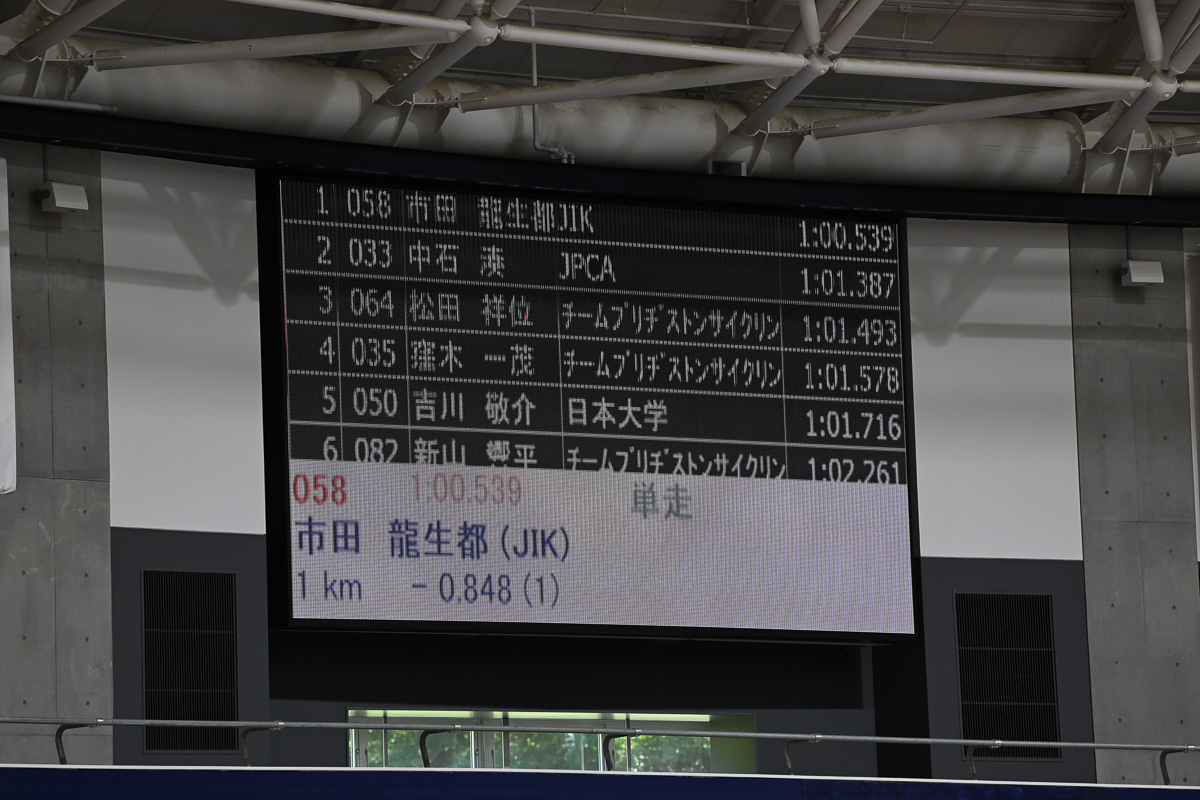 1 058 市田 龍生都 JIK 1:00.539
2 033 中石 湊 JPCA 1:01.387
3 064 松田 祥位 チームブリヂストンサイクリン 1:01.493
4 035 窪木 一茂 チームブリヂストンサイクリン 1:01.578
5 050 吉川 敬介 日本大学 1:01.716
6 082 新山 響平 チームブリヂストンサイクリン 1:02.261
058 1.00.539 単走
市田 龍生都 (JIK)
1 km - 0.848 (1)